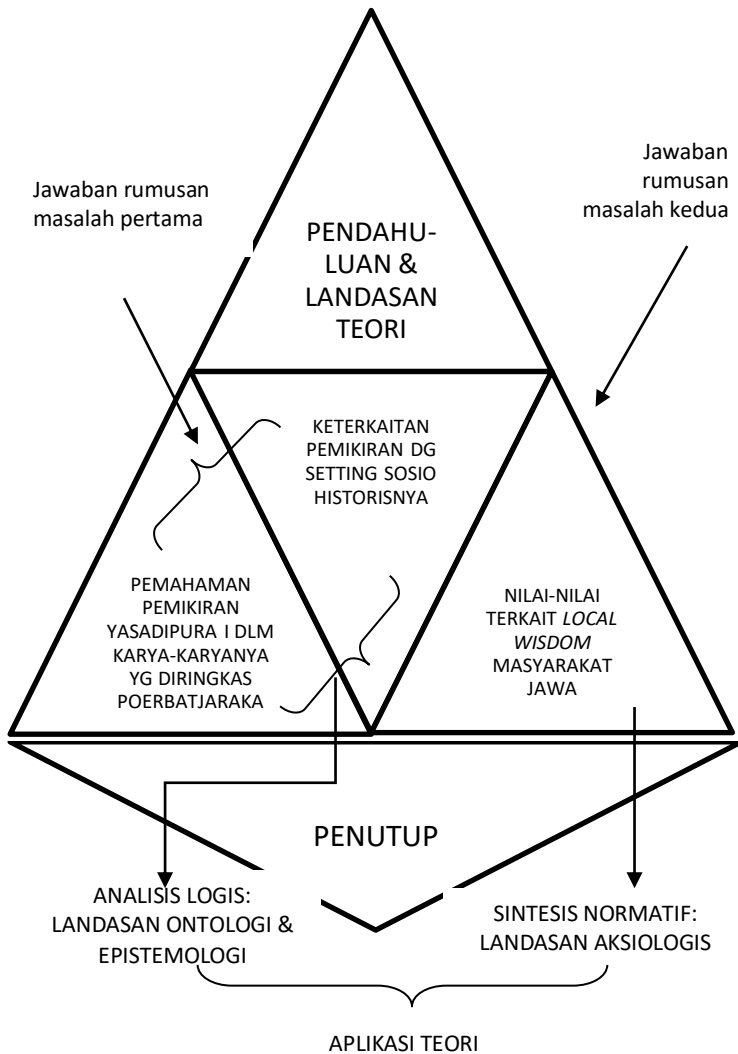 Jawaban rumusan
masalah pertama
Jawaban
rumusan
masalah kedua
PENDAHU-
LUAN &
LANDASAN
TEORI
KETERKAITAN
PEMIKIRAN DG
SETTING SOSIO
HISTORISNYA
PEMAHAMAN
PEMIKIRAN
YASADIPURA I DLM
KARYA-KARYANYA
YG DIRINGKAS
POERBATJARAKA
NILAI-NILAI
TERKAIT LOCAL
WISDOM
MASYARAKAT
JAWA
PENUTUP
ANALISIS LOGIS:
LANDASAN ONTOLOGI &
EPISTEMOLOGI
SINTESIS NORMATIF:
LANDASAN AKSIOLOGIS
APLIKASI TEORI